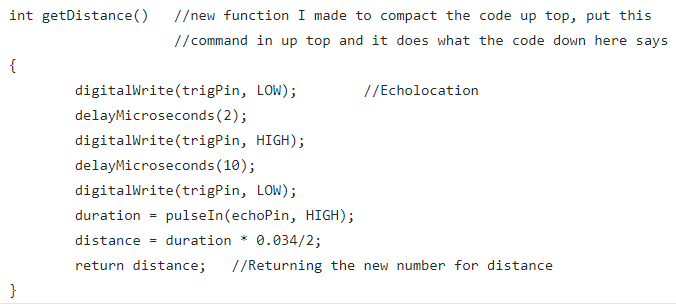 int getDistance()   //new function I made to compact the code up top, put this
                    //command in up top and it does what the code down here says
{
        digitalWrite(trigPin, LOW);        //Echolocation
        delayMicroseconds(2);
        digitalWrite(trigPin, HIGH);
        delayMicroseconds(10);
        digitalWrite(trigPin, LOW);
        duration = pulseIn(echoPin, HIGH);
        distance = duration * 0.034/2;
        return distance;   //Returning the new number for distance
}